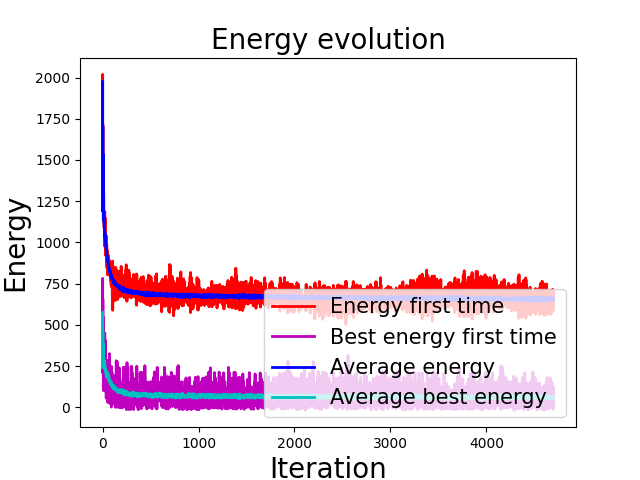 Energy evolution
Energy
2000
1750
1500
1250
1000
750
500
250
0
Energy first time
Best energy first time
Average energy
Average best energy
0 1000 2000 3000 4000
Iteration